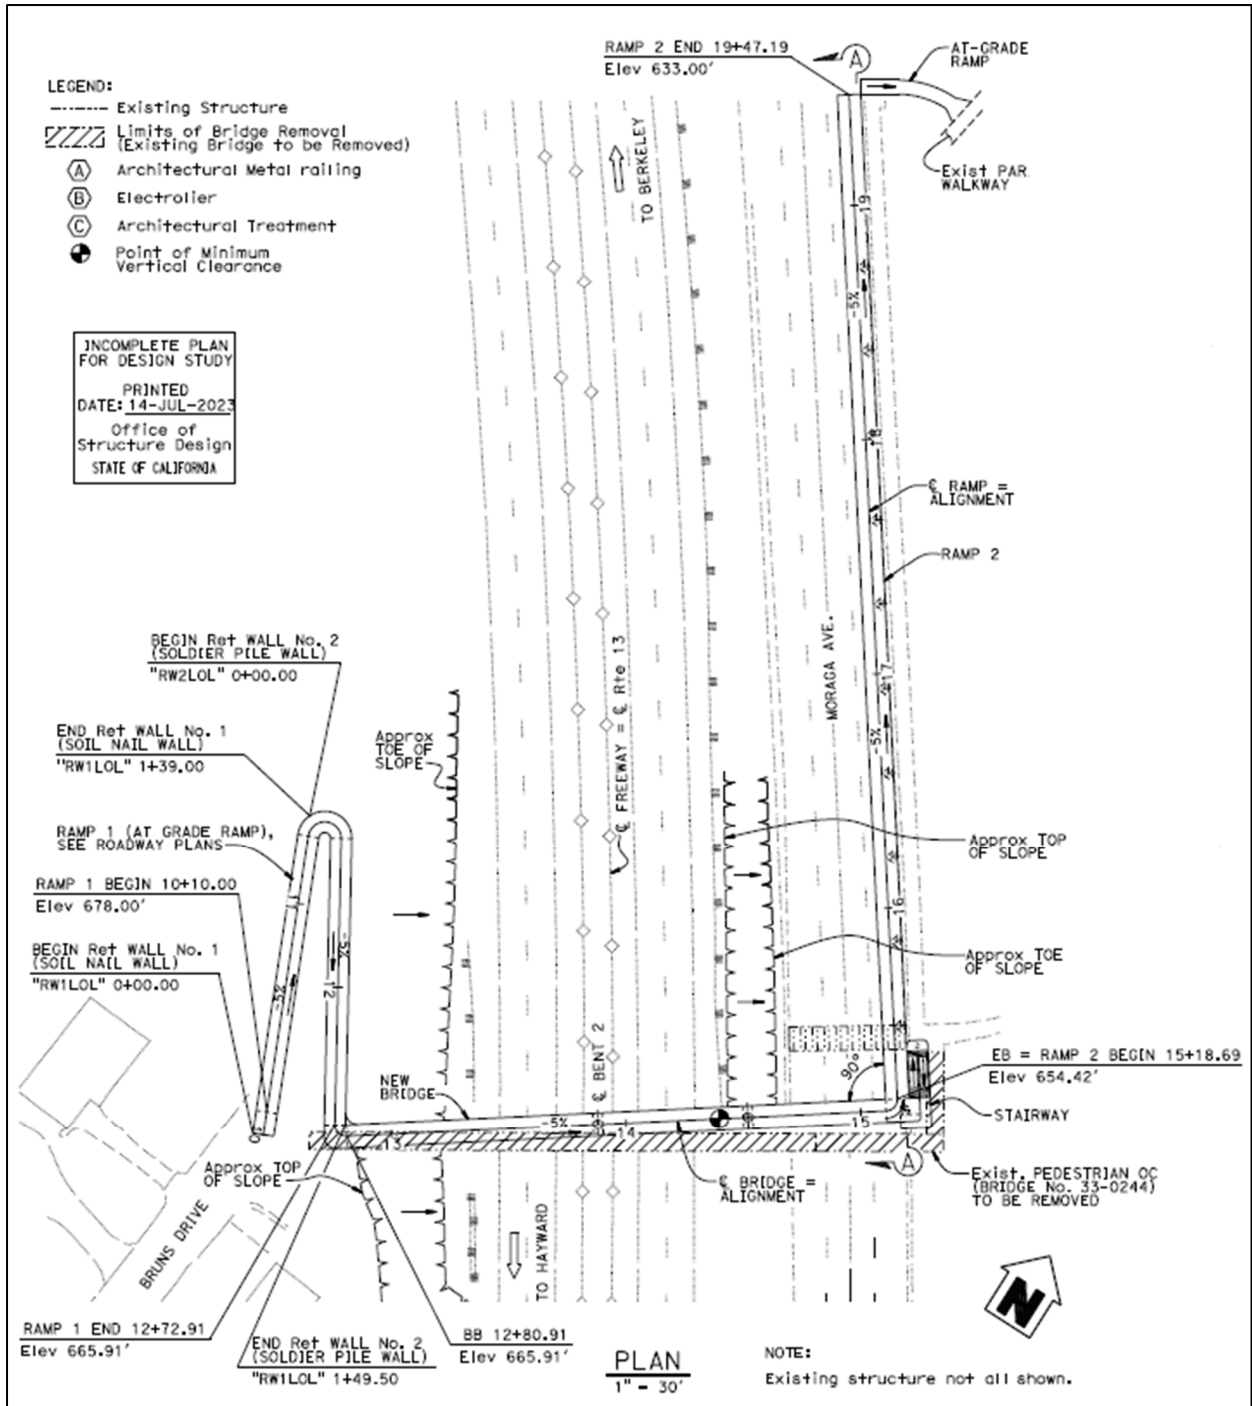 RAMP 2 END 19+47.19
Elev 633.00'
A
AT-GRADE
RAMP
LEGEND:
Existing Structure
Limits of Bridge Removal
(Existing Bridge to be Removed)
A
Architectural Metal railing
B
Electrolier
C
Architectural Treatment
Point of Minimum
Vertical Clearance
TO BERKELEY
Exist PAR
WALKWAY
19
-5%
INCOMPLETE PLAN
FOR DESIGN STUDY
PRINTED
DATE: 14-JUL-2023
Office of
Structure Design
STATE OF CALIFORNIA
18
℄ RAMP =
ALIGNMENT
RAMP 2
BEGIN Ret WALL No. 2
(SOLDIER PILE WALL)
"RW2LOL" 0+00.00
MORAGA AVE.
17
-5%
END Ret WALL No. 1
(SOIL NAIL WALL)
"RW1LOL" 1+39.00
Approx
TOE OF
SLOPE
℄ FREEWAY = ℄ Rte 13
RAMP 1 (AT GRADE RAMP),
SEE ROADWAY PLANS
Approx TOP
OF SLOPE
RAMP 1 BEGIN 10+10.00
Elev 678.00'
11
16
BEGIN Ret WALL No. 1
(SOIL NAIL WALL)
"RW1LOL" 0+00.00
-5%
-5%
12
Approx TOE
OF SLOPE
℄ BENT 2
90°
EB = RAMP 2 BEGIN 15+18.69
Elev 654.42'
NEW
BRIDGE
STAIRWAY
-5%
13
14
15
A
Approx TOP
OF SLOPE
℄ BRIDGE =
ALIGNMENT
Exist. PEDESTRIAN OC
(BRIDGE No. 33-0244)
TO BE REMOVED
BRUNS DRIVE
TO HAYWARD
N
RAMP 1 END 12+72.91
Elev 665.91'
END Ret WALL No. 2
(SOLDIER PILE WALL)
"RW1LOL" 1+49.50
BB 12+80.91
Elev 665.91'
PLAN
1" - 30'
NOTE:
Existing structure not all shown.